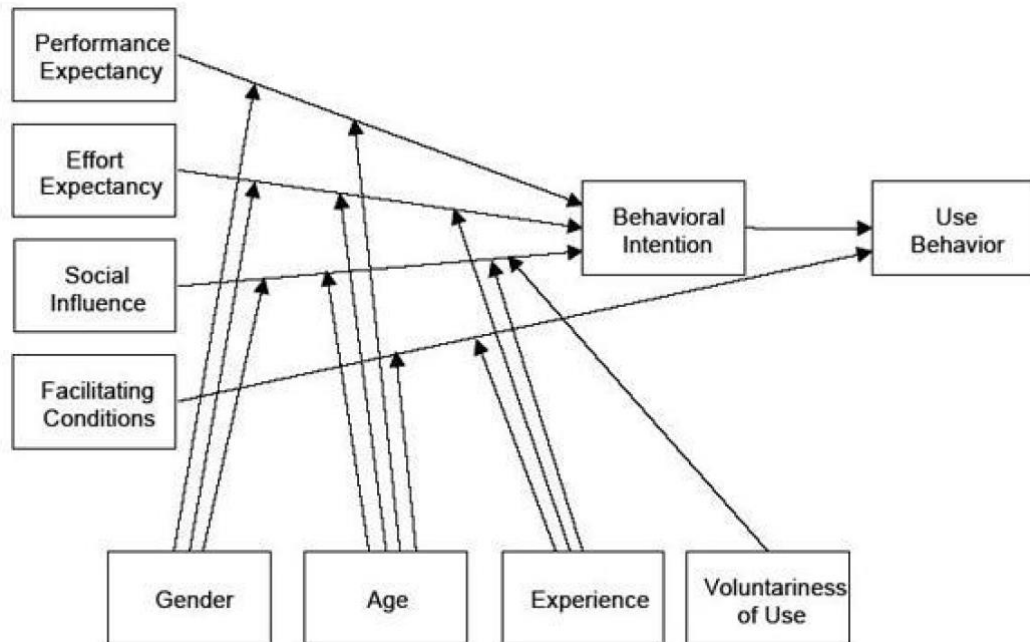 Performance
Expectancy
Effort
Expectancy
Social
Influence
Facilitating
Conditions
Behavioral
Intention
Use
Behavior
Gender
Age
Experience
Voluntariness
of Use